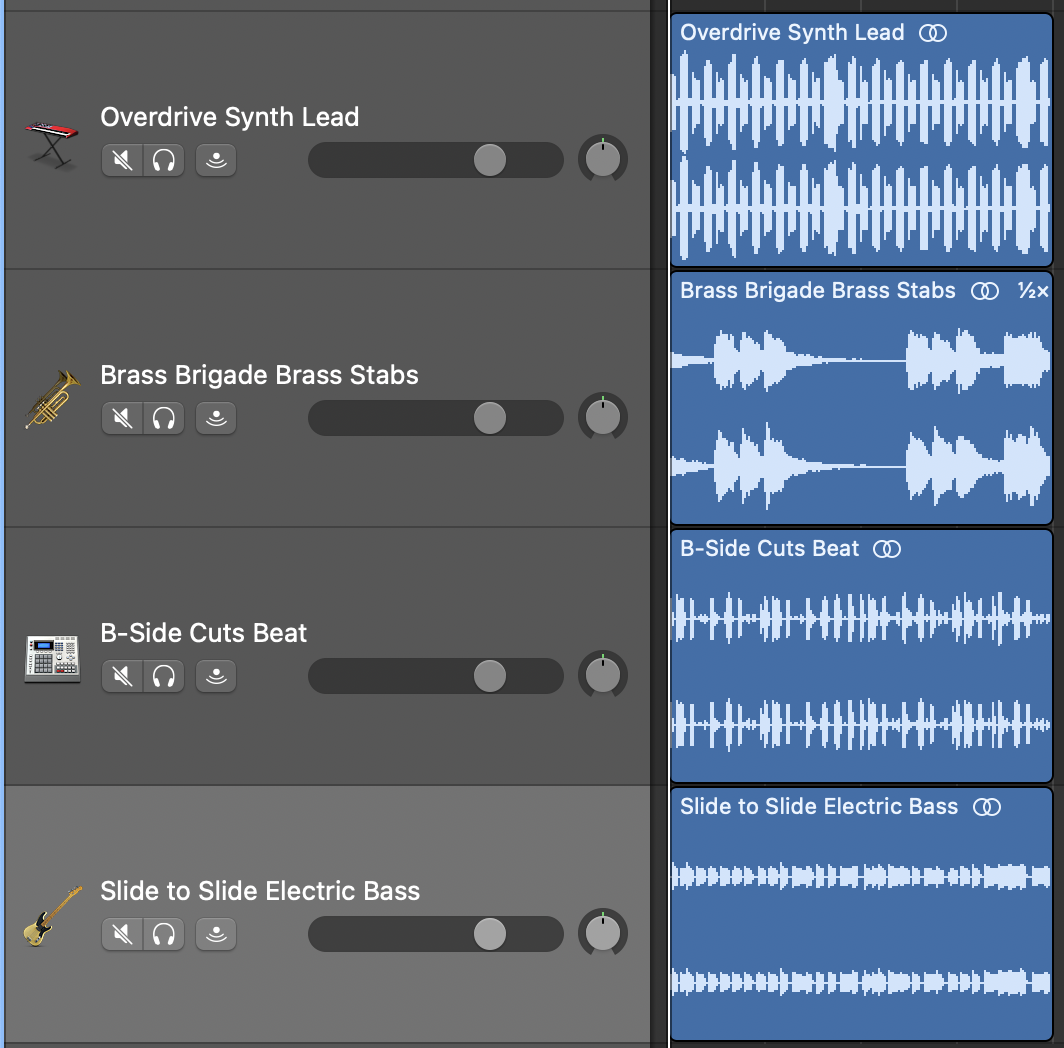 Overdrive Synth Lead
Overdrive Synth Lead
Brass Brigade Brass Stabs
Brass Brigade Brass Stabs ½×
B-Side Cuts Beat
B-Side Cuts Beat
Slide to Slide Electric Bass
Slide to Slide Electric Bass